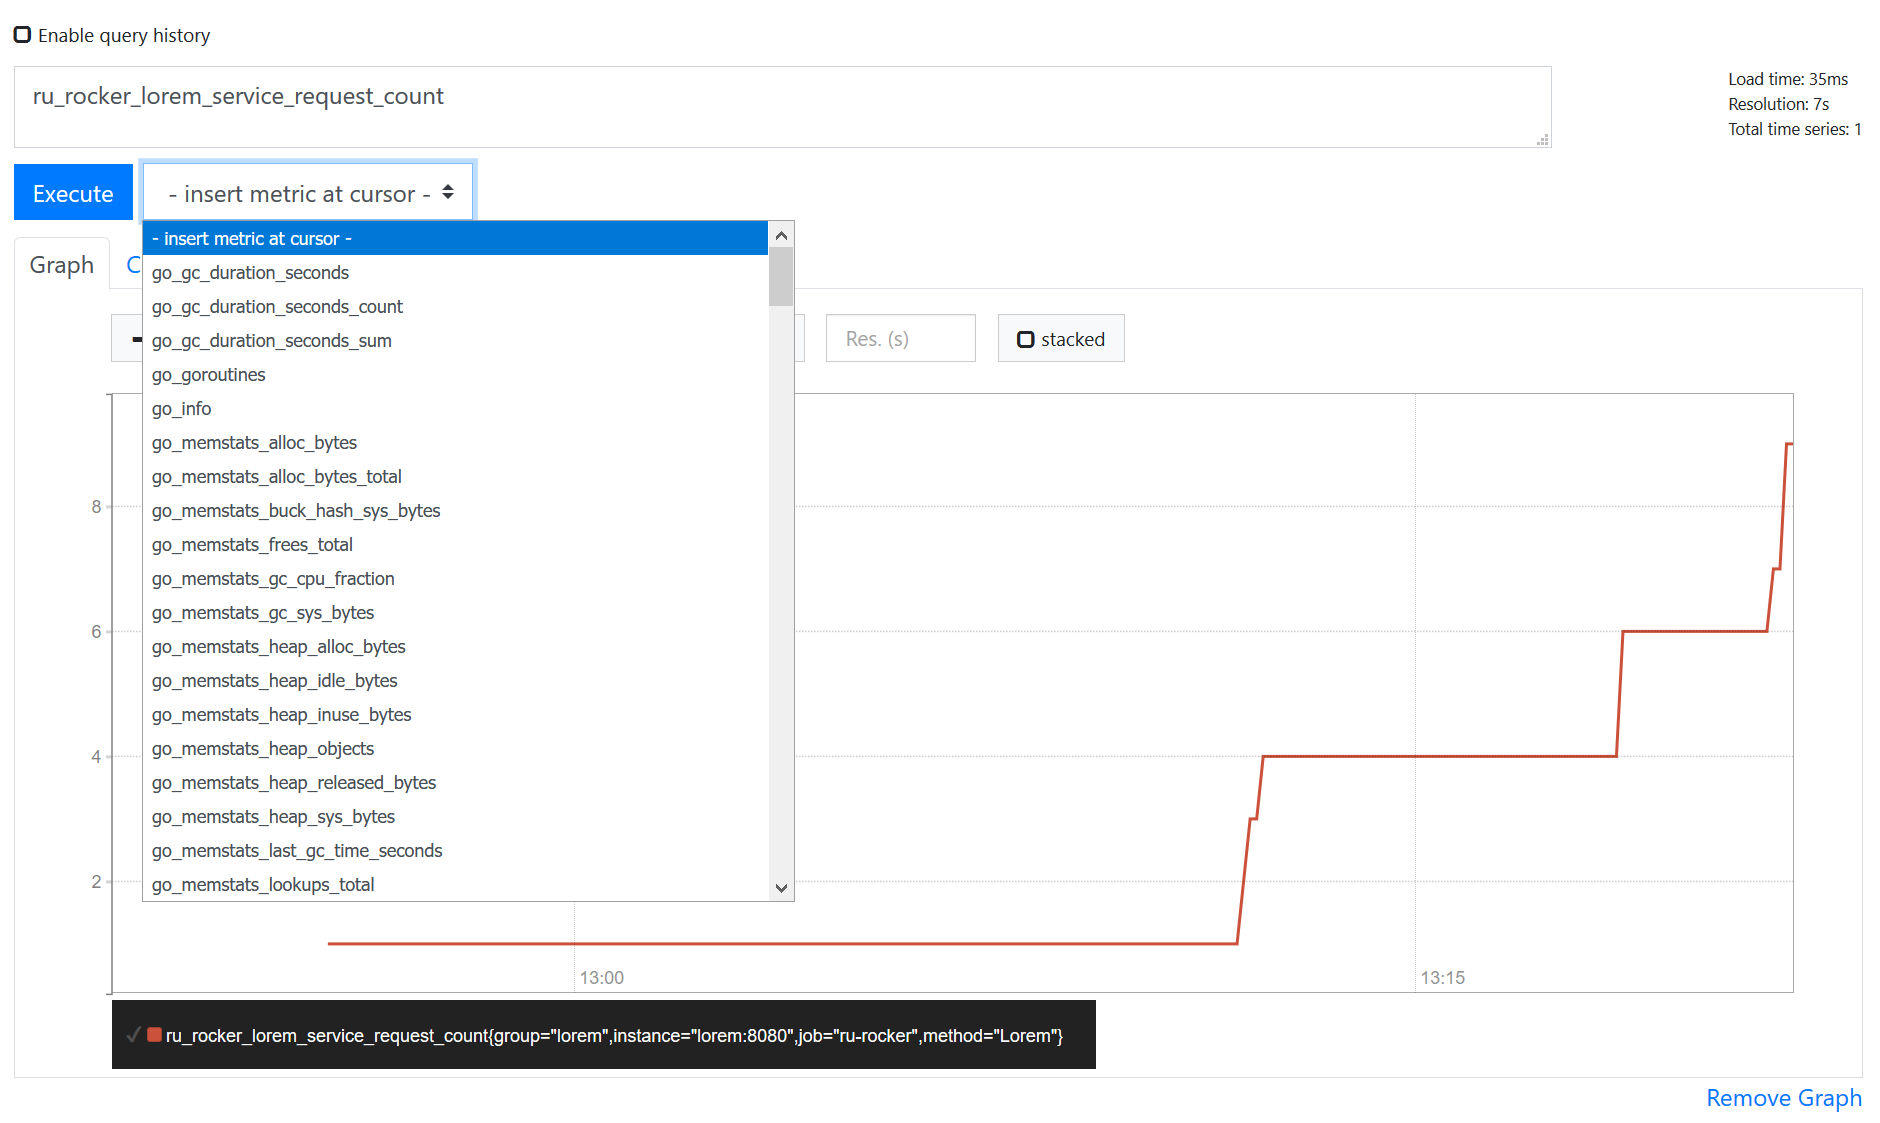 Enable query history
ru_rocker_lorem_service_request_count
Load time: 35ms
Resolution: 7s
Total time series: 1
Execute
- insert metric at cursor -
- insert metric at cursor -
go_gc_duration_seconds
go_gc_duration_seconds_count
go_gc_duration_seconds_sum
go_goroutines
go_info
go_memstats_alloc_bytes
go_memstats_alloc_bytes_total
go_memstats_buck_hash_sys_bytes
go_memstats_frees_total
go_memstats_gc_cpu_fraction
go_memstats_gc_sys_bytes
go_memstats_heap_alloc_bytes
go_memstats_heap_idle_bytes
go_memstats_heap_inuse_bytes
go_memstats_heap_objects
go_memstats_heap_released_bytes
go_memstats_heap_sys_bytes
go_memstats_last_gc_time_seconds
go_memstats_lookups_total
Graph
Res. (s)
stacked
8
6
4
2
13:00
13:15
ru_rocker_lorem_service_request_count{group="lorem",instance="lorem:8080",job="ru-rocker",method="Lorem"}
Remove Graph